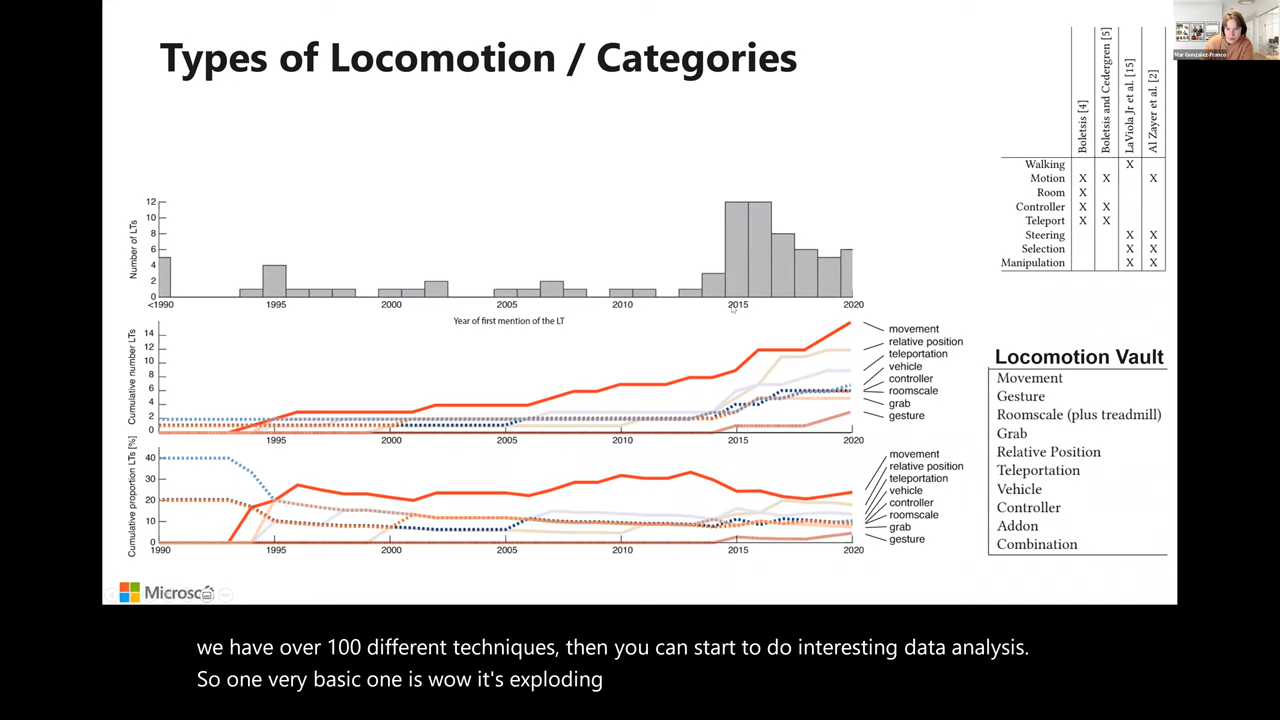 Types of Locomotion / Categories
Mar Gonzalez-Franco
Boletsis [4]
Boletsis and Cedergren [5]
LaViola Jr et al. [15]
Al Zayer et al. [2]
Walking X
Motion X X X
Room X
Controller X X
Teleport X X
Steering X X
Selection X X
Manipulation X X
Number of LTs
12
10
8
6
4
2
0
<1990 1995 2000 2005 2010 2015 2020
Year of first mention of the LT
Cumulative number LTs
14
12
10
8
6
4
2
0
1995 2000 2005 2010 2015 2020
movement
relative position
teleportation
vehicle
controller
roomscale
grab
gesture
Cumulative proportion LTs [%]
40
30
20
10
0
1990 1995 2000 2005 2010 2015 2020
movement
relative position
teleportation
vehicle
controller
roomscale
grab
gesture
Locomotion Vault
Movement
Gesture
Roomscale (plus treadmill)
Grab
Relative Position
Teleportation
Vehicle
Controller
Addon
Combination
we have over 100 different techniques, then you can start to do interesting data analysis.
So one very basic one is wow it's exploding